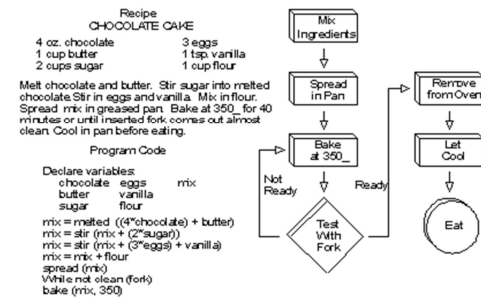 Recipe
CHOCOLATE CAKE
4 oz. chocolate 3 eggs
1 cup butter 1 tsp. vanilla
2 cups sugar 1 cup flour
Melt chocolate and butter. Stir sugar into melted
chocolate. Stir in eggs and vanilla. Mix in flour.
Spread mix in greased pan. Bake at 350_ for 40
minutes or until inserted fork comes out almost
clean. Cool in pan before eating.
Program Code
Declare variables:
chocolate eggs mix
butter vanilla
sugar flour
mix = melted ((4*chocolate) + butter)
mix = stir (mix + (2*sugar))
mix = stir (mix + (3*eggs) + vanilla)
mix = mix + flour
spread (mix)
While not clean (fork)
bake (mix, 350)
Mix
Ingredients
Spread
in Pan
Bake
at 350_
Not
Ready
Ready
Test
With
Fork
Remove
from Oven
Let
Cool
Eat